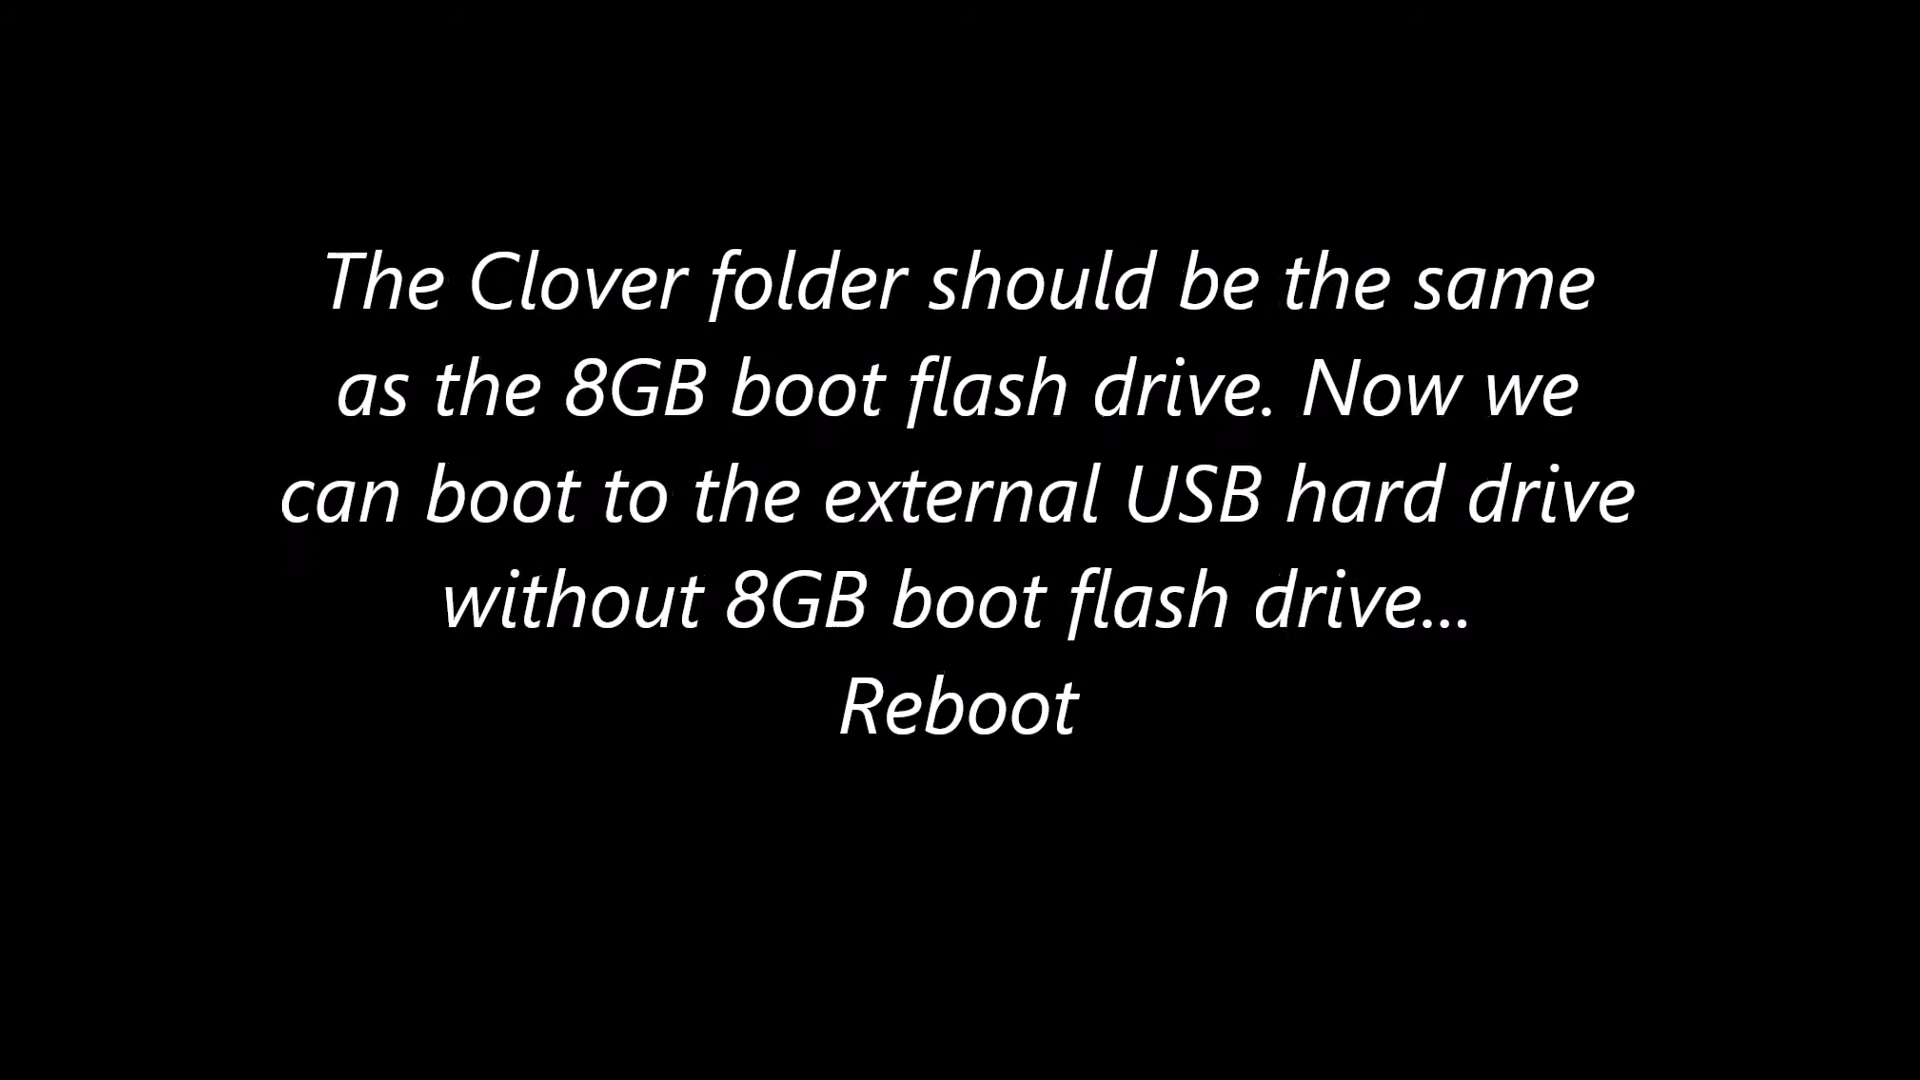 The Clover folder should be the same
as the 8GB boot flash drive. Now we
can boot to the external USB hard drive
without 8GB boot flash drive...
Reboot